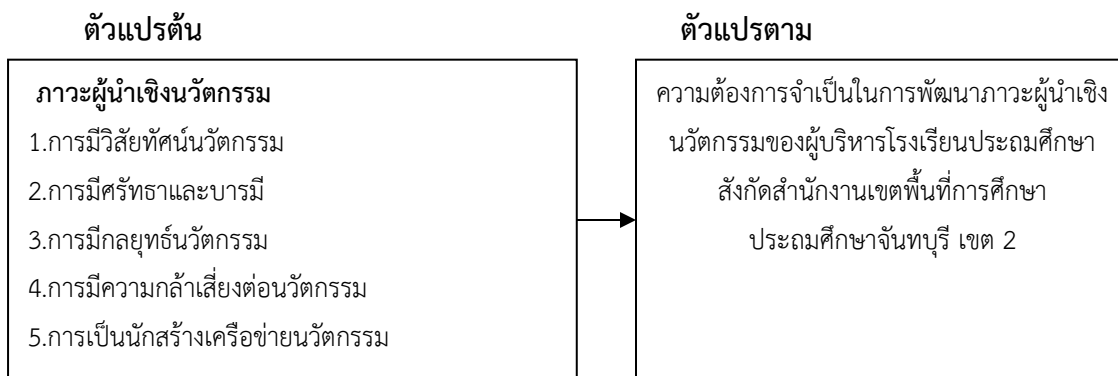 ตัวแปรต้น
ภาวะผู้นำเชิงนวัตกรรม
1.การมีวิสัยทัศน์นวัตกรรม
2.การมีศรัทธาและบารมี
3.การมีกลยุทธ์นวัตกรรม
4.การมีความกล้าเสี่ยงต่อนวัตกรรม
5.การเป็นนักสร้างเครือข่ายนวัตกรรม
ตัวแปรตาม
ความต้องการจำเป็นในการพัฒนาภาวะผู้นำเชิง
นวัตกรรมของผู้บริหารโรงเรียนประถมศึกษา
สังกัดสำนักงานเขตพื้นที่การศึกษา
ประถมศึกษาจันทบุรี เขต 2